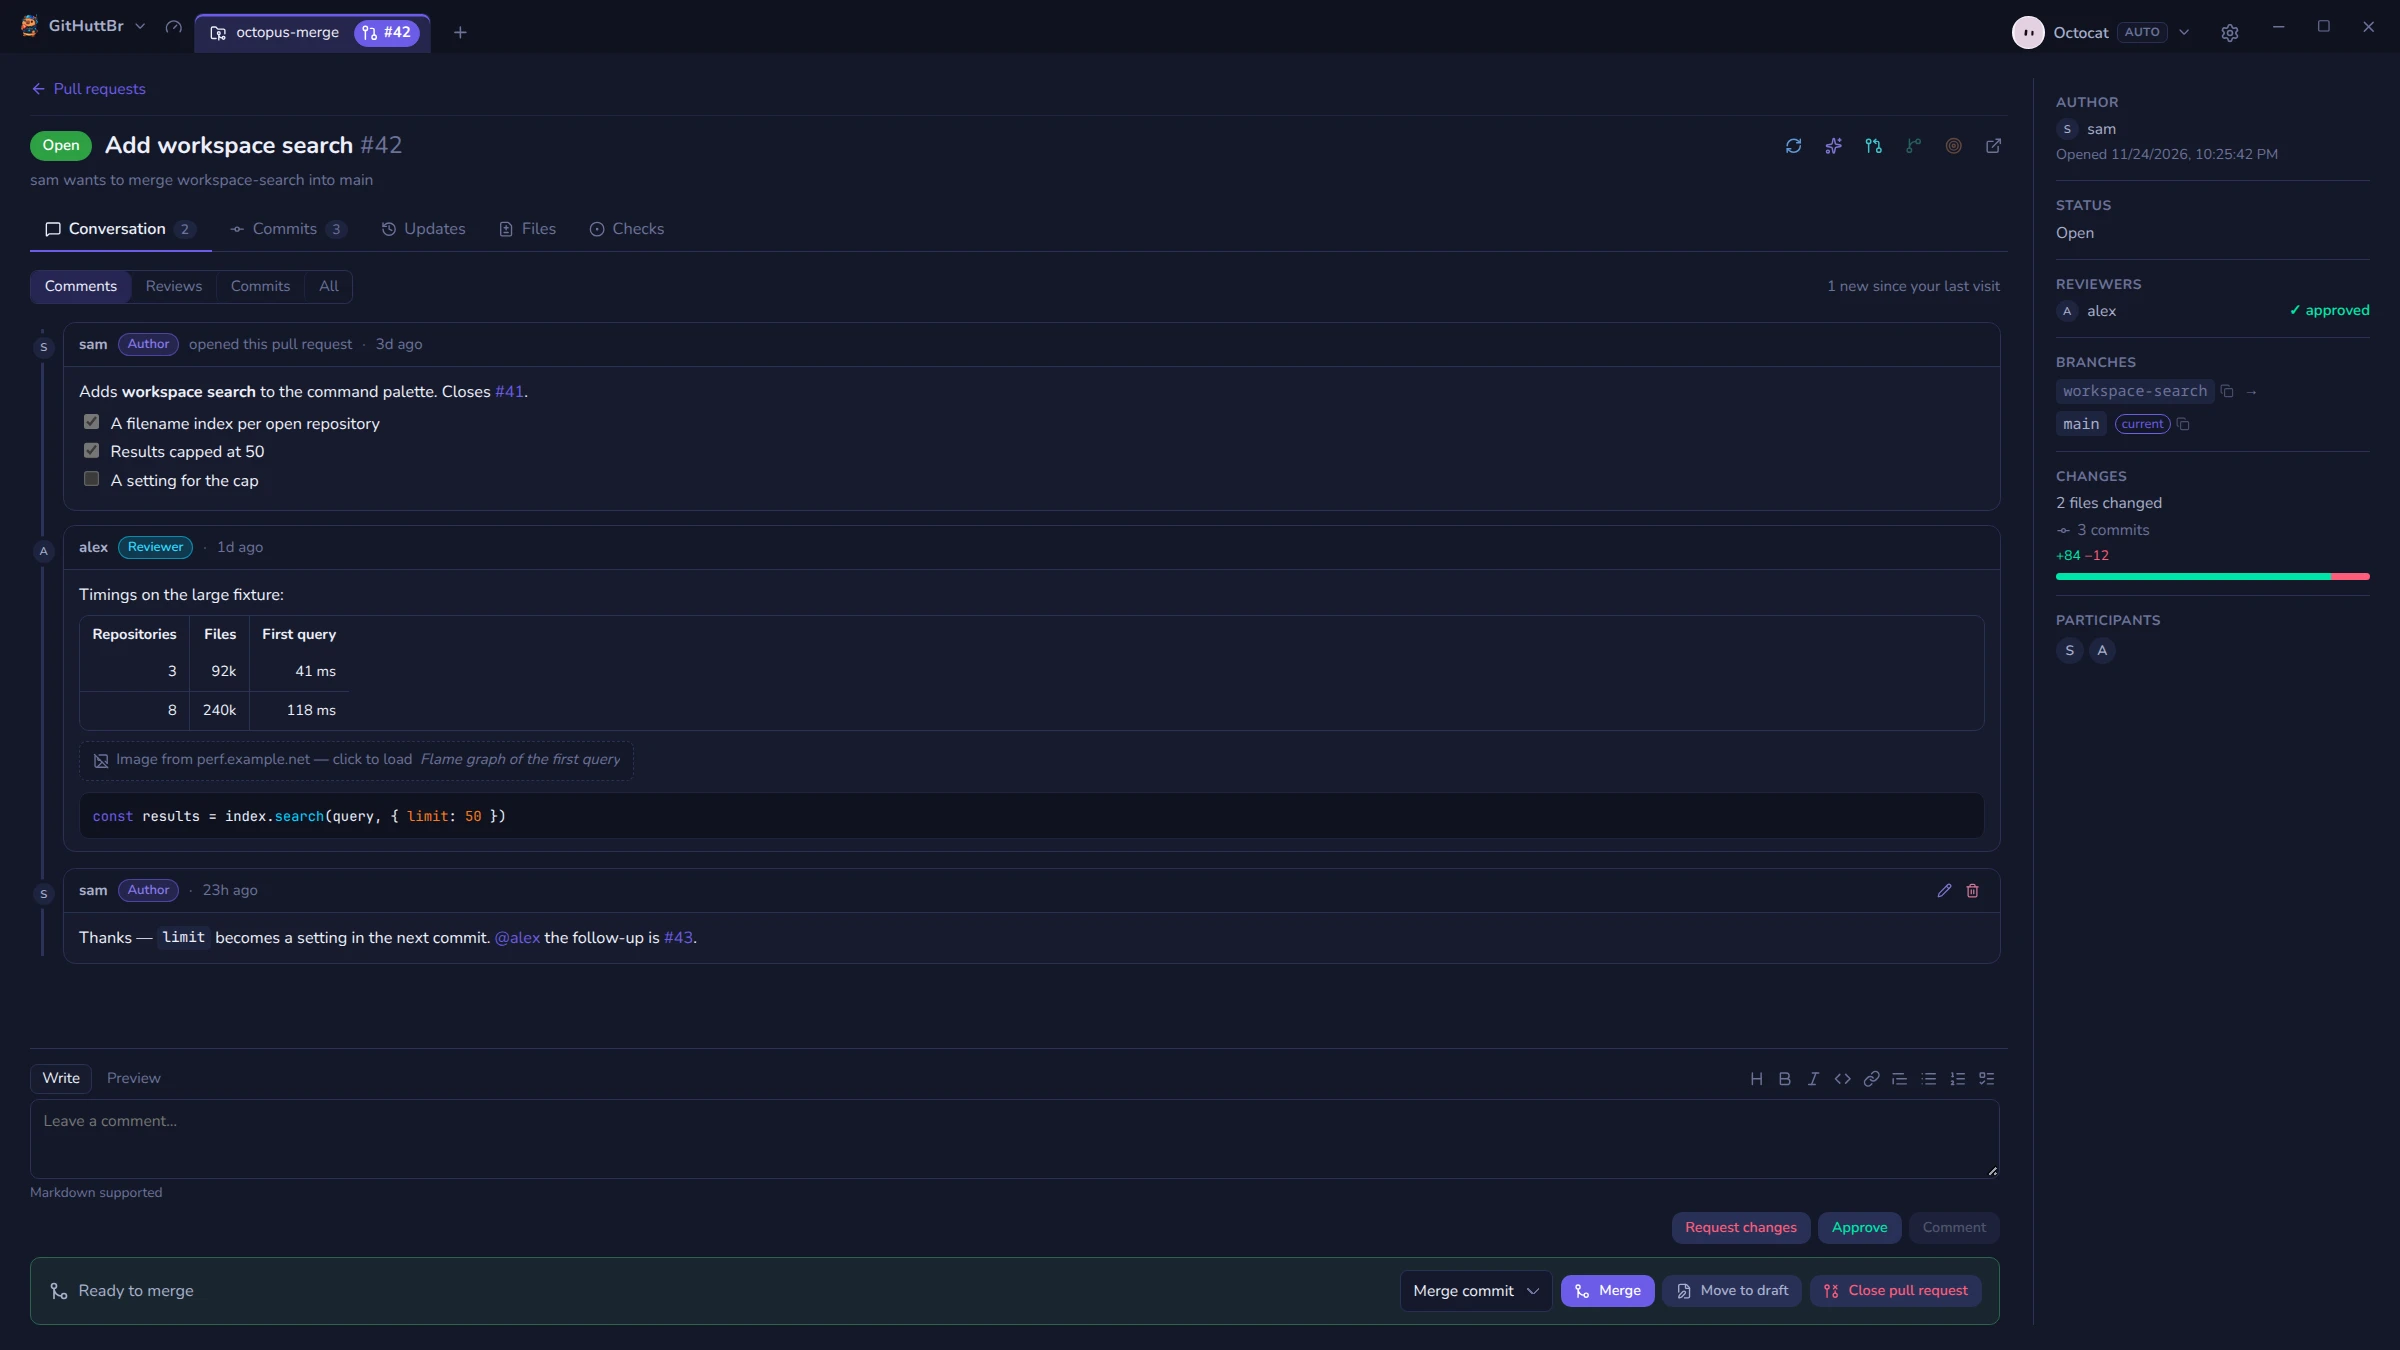 GitHuttBr
octopus-merge #42
Octocat AUTO
Pull requests
Open Add workspace search #42
sam wants to merge workspace-search into main
Conversation 2 Commits 3 Updates Files Checks
Comments Reviews Commits All
1 new since your last visit
S
sam Author opened this pull request · 3d ago
Adds workspace search to the command palette. Closes #41.
A filename index per open repository
Results capped at 50
A setting for the cap
A
alex Reviewer · 1d ago
Timings on the large fixture:
Repositories Files First query
3 92k 41 ms
8 240k 118 ms
Image from perf.example.net — click to load Flame graph of the first query
const results = index.search(query, { limit: 50 })
S
sam Author · 23h ago
Thanks — limit becomes a setting in the next commit. @alex the follow-up is #43.
Write Preview
Leave a comment...
Markdown supported
Request changes Approve Comment
Ready to merge
Merge commit Merge Move to draft Close pull request
AUTHOR
S sam
Opened 11/24/2026, 10:25:42 PM
STATUS
Open
REVIEWERS
A alex ✓ approved
BRANCHES
workspace-search →
main current
CHANGES
2 files changed
3 commits
+84 −12
PARTICIPANTS
S A